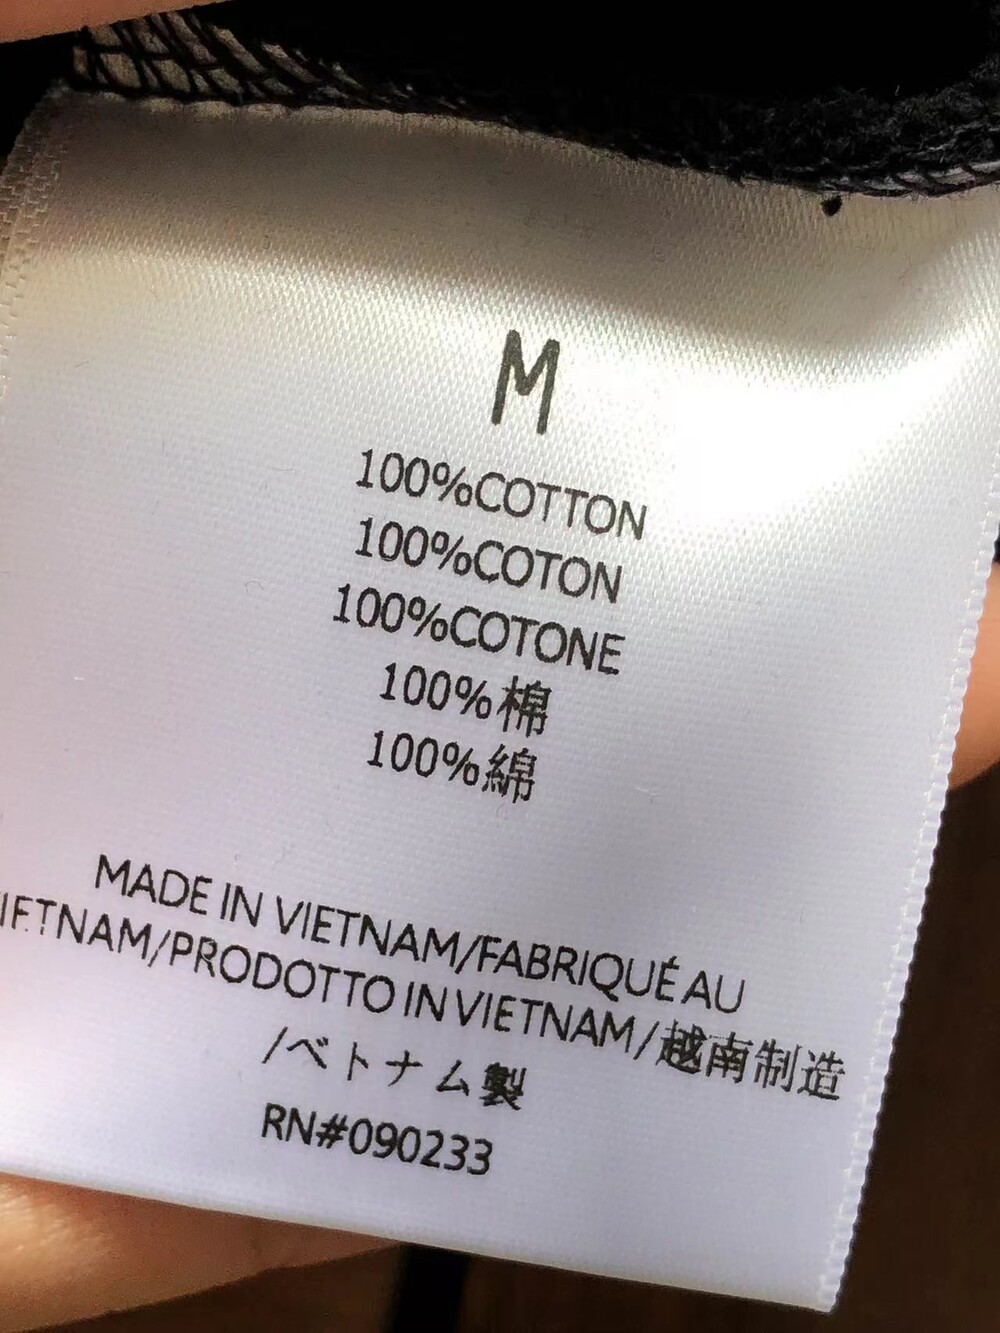 M
100%COTTON
100%COTON
100%COTONE
100%棉
100%綿
MADE IN VIETNAM/FABRIQUÉ AU
IETNAM/PRODOTTO IN VIETNAM/越南制造
/ベトナム製
RN#090233